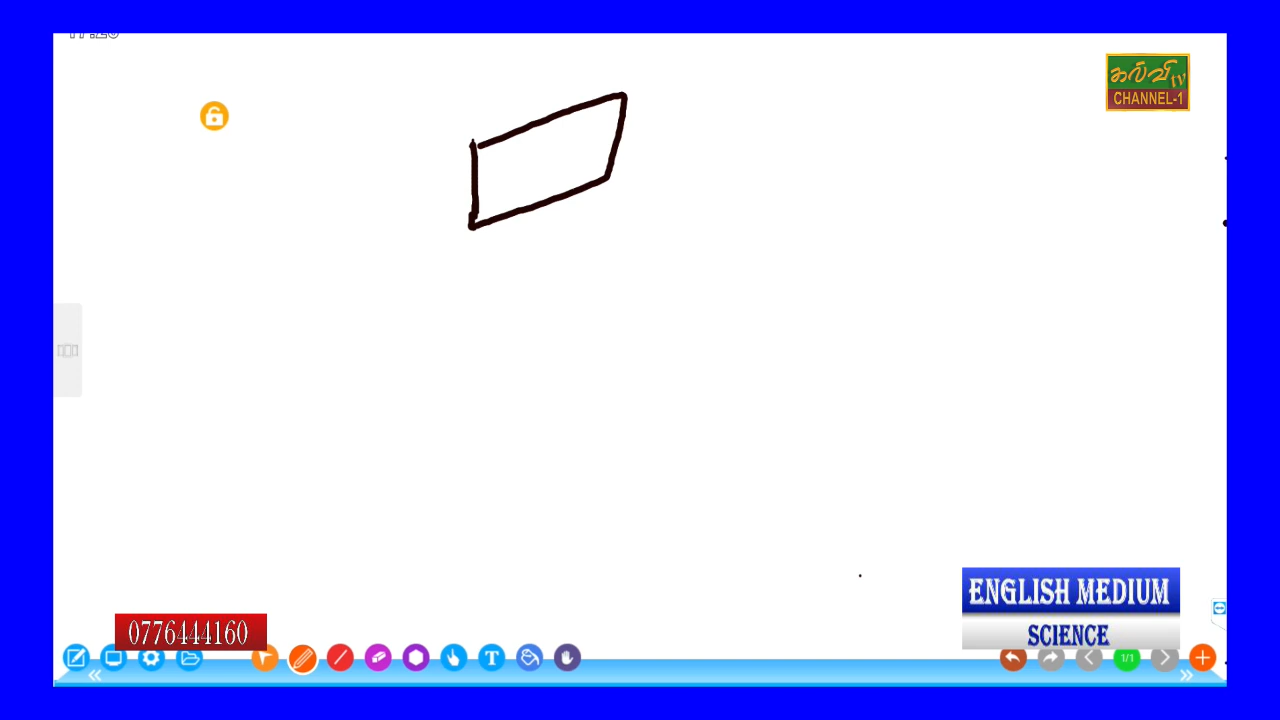 கல்வி tv
CHANNEL-1
ENGLISH MEDIUM
SCIENCE
0776444160
T
1/1